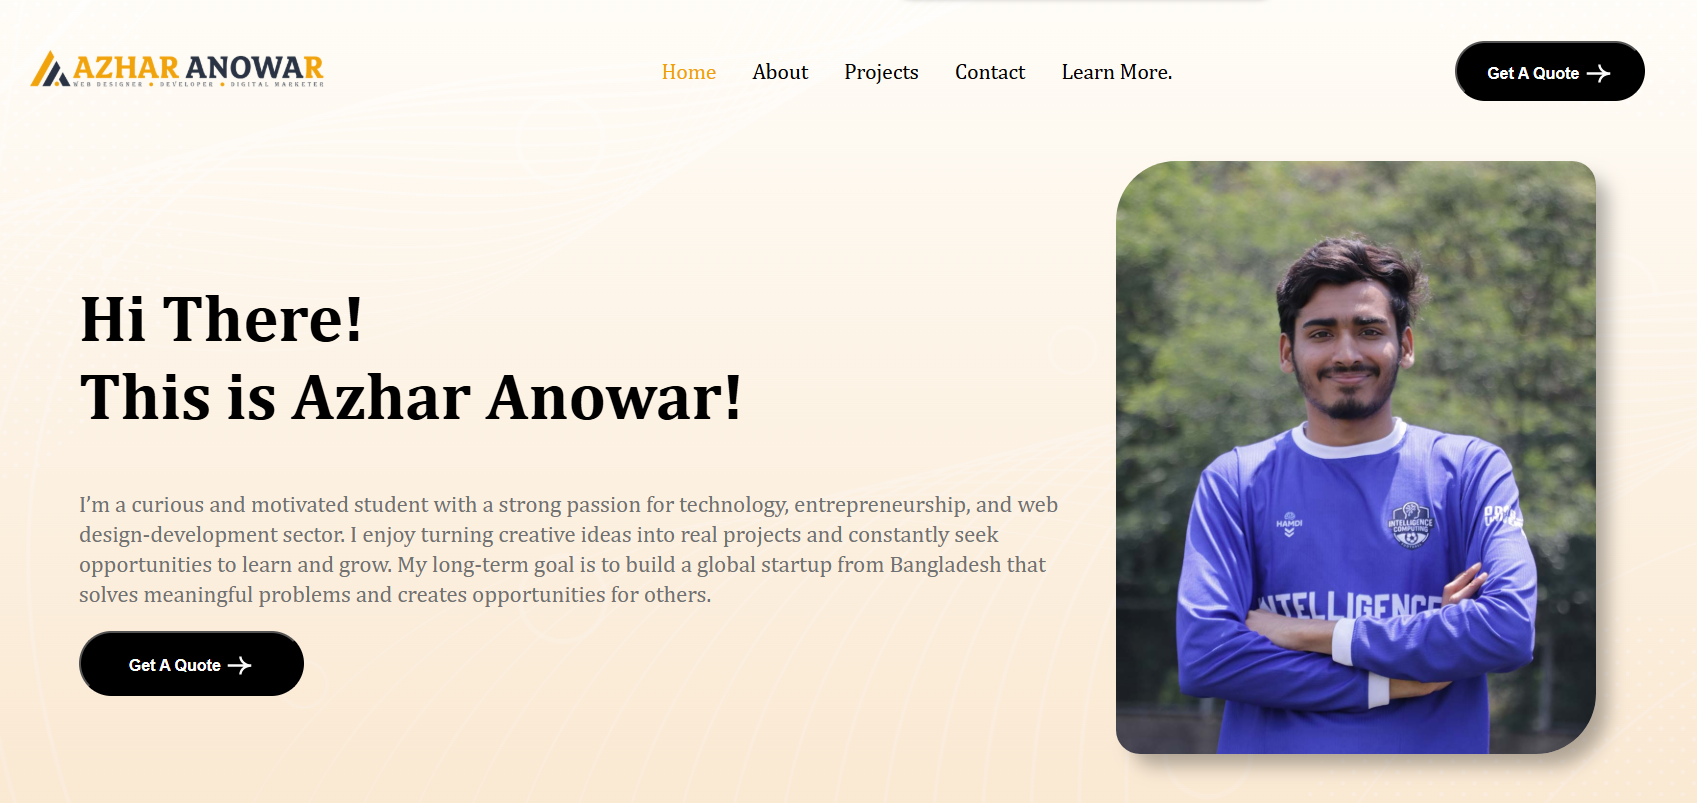 AZHAR ANOWAR
WEB DESIGNER • DEVELOPER • DIGITAL MARKETER
Home About Projects Contact Learn More.
Get A Quote
Hi There!
This is Azhar Anowar!
I’m a curious and motivated student with a strong passion for technology, entrepreneurship, and web
design-development sector. I enjoy turning creative ideas into real projects and constantly seek
opportunities to learn and grow. My long-term goal is to build a global startup from Bangladesh that
solves meaningful problems and creates opportunities for others.
Get A Quote
HAMDI
INTELLIGENCE
COMPUTING
INTELLIGENCE